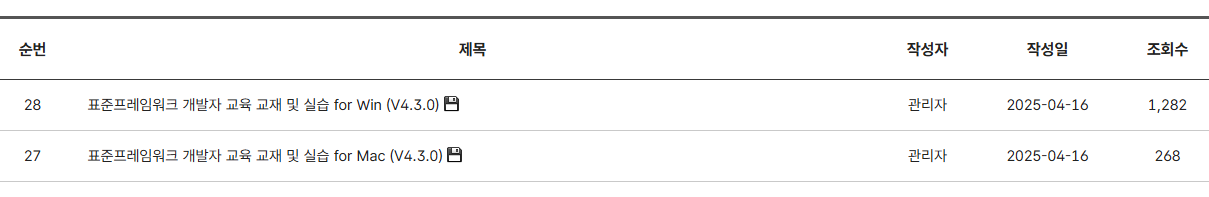 순번 제목 작성자 작성일 조회수
28 표준프레임워크 개발자 교육 교재 및 실습 for Win (V4.3.0) 관리자 2025-04-16 1,282
27 표준프레임워크 개발자 교육 교재 및 실습 for Mac (V4.3.0) 관리자 2025-04-16 268